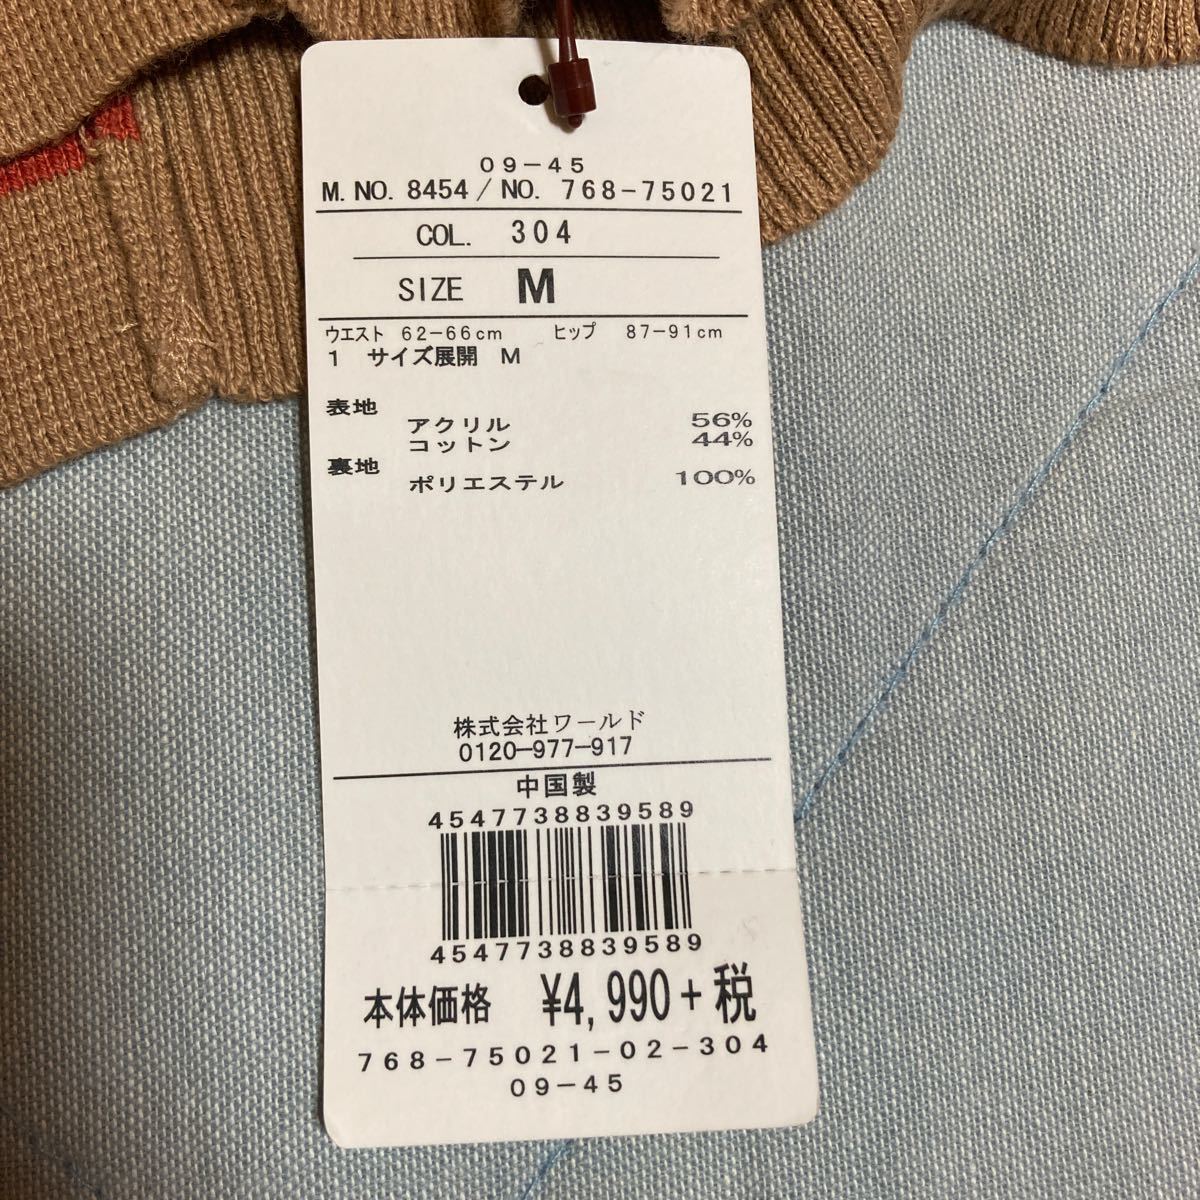 09-45
M.NO. 8454 / NO. 768-75021
COL. 304
SIZE M
ウエスト 62-66cm ヒップ 87-91cm
1 サイズ展開 M
表地
アクリル 56%
コットン 44%
裏地
ポリエステル 100%
株式会社ワールド
0120-977-917
中国製
4547738839589
4547738839589
本体価格 ¥4,990+税
768-75021-02-304
09-45